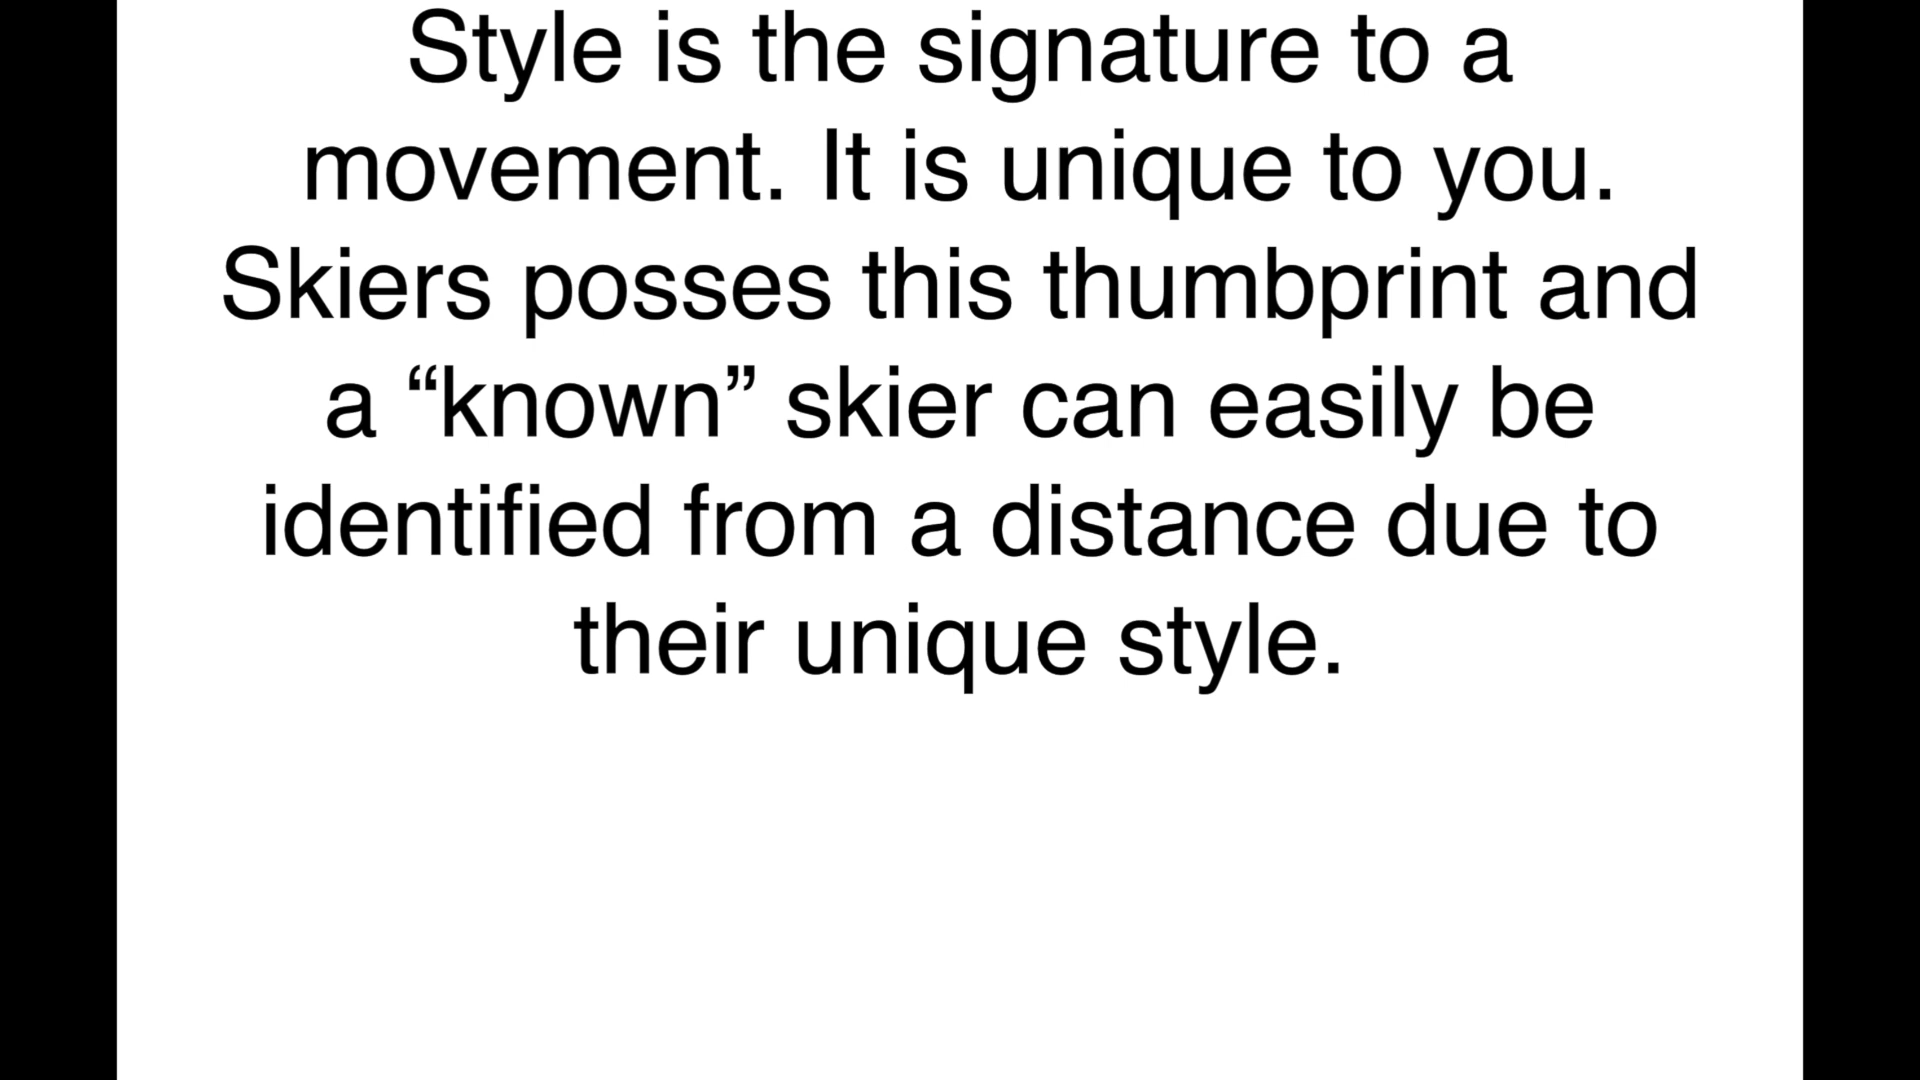 Style is the signature to a
movement. It is unique to you.
Skiers posses this thumbprint and
a “known” skier can easily be
identified from a distance due to
their unique style.